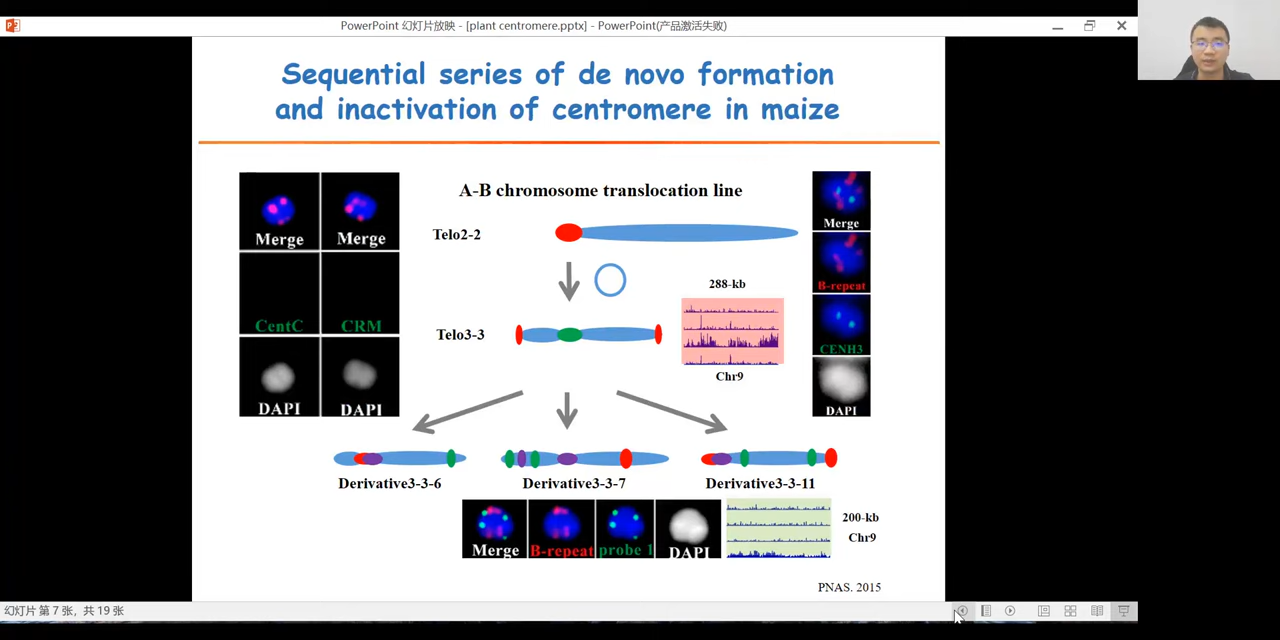 PowerPoint 幻灯片放映 - [plant centromere.pptx] - PowerPoint(产品激活失败)
Sequential series of de novo formation
and inactivation of centromere in maize
A-B chromosome translocation line
Telo2-2
Merge
Merge
CentC
CRM
DAPI
DAPI
Merge
B-repeat
CENH3
DAPI
288-kb
Telo3-3
Chr9
Derivative3-3-6
Derivative3-3-7
Derivative3-3-11
Merge
B-repeat
probe 1
DAPI
200-kb
Chr9
PNAS. 2015
幻灯片 第 7 张，共 19 张